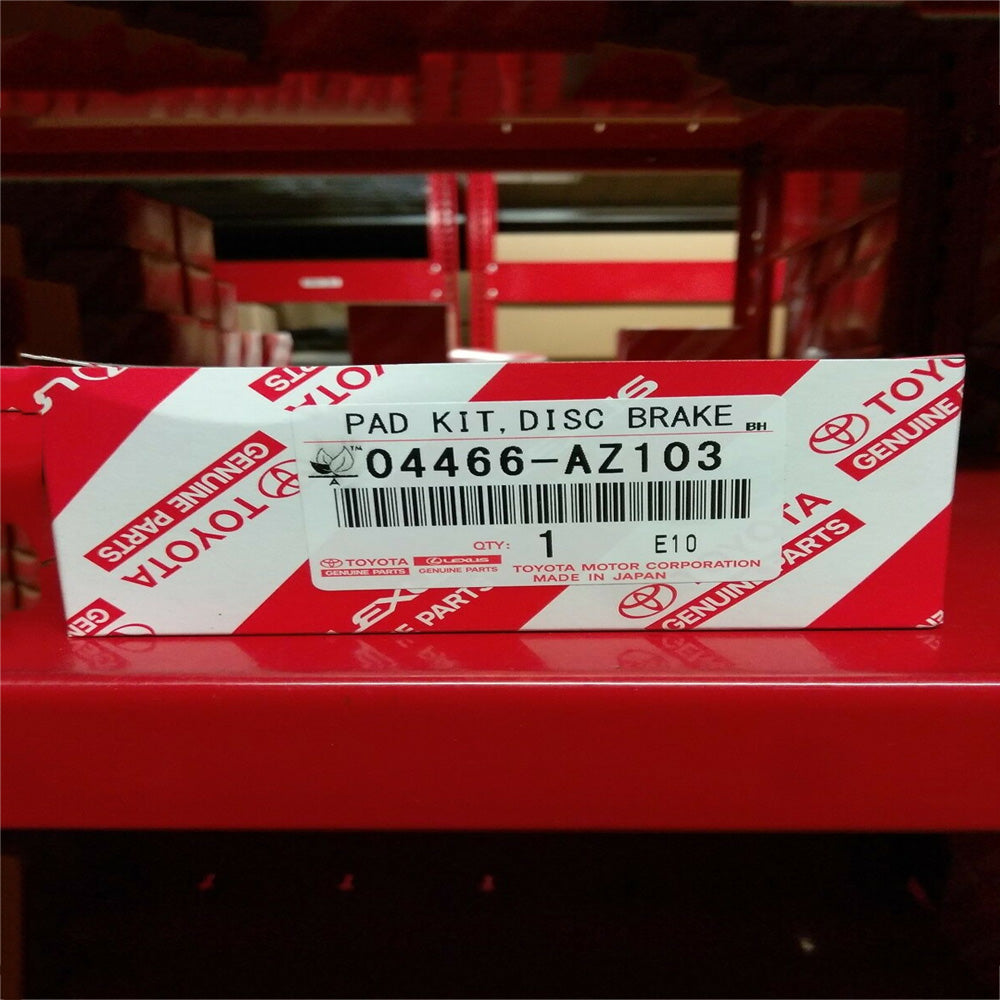 PAD KIT, DISC BRAKE BH
™ 04466-AZ103
QTY: 1 E10
TOYOTA LEXUS TOYOTA MOTOR CORPORATION
GENUINE PARTS GENUINE PARTS MADE IN JAPAN
TOYOTA
GENUINE PARTS
TOYOTA
GENUINE
GENUINE PARTS
TOYOTA
PARTS